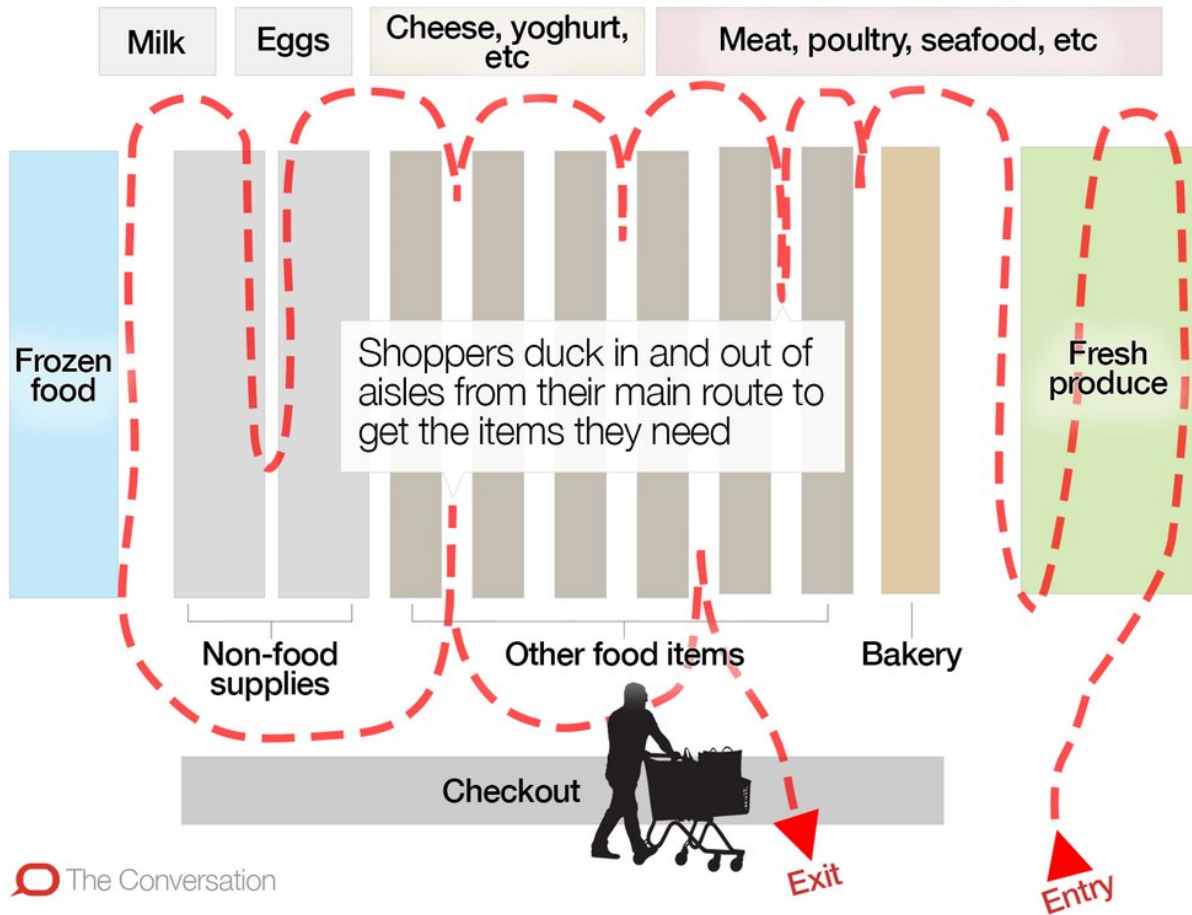 Milk
Eggs
Cheese, yoghurt,
etc
Meat, poultry, seafood, etc
Frozen
food
Shoppers duck in and out of
aisles from their main route to
get the items they need
Fresh
produce
Non-food
supplies
Other food items
Bakery
Checkout
Exit
Entry
The Conversation